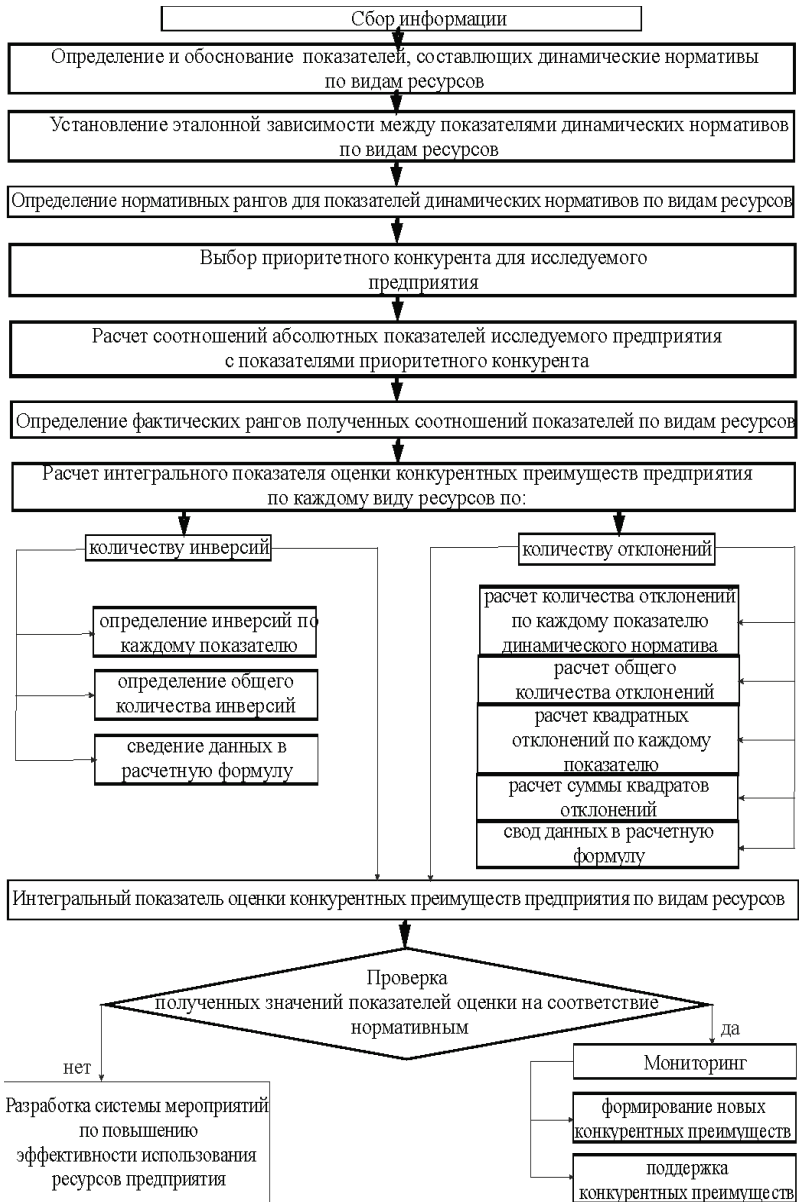 Сбор информации
Определение и обоснование показателей, составлющих динамические нормативы
по видам ресурсов
Установление эталонной зависимости между показателями динамических нормативов
по видам ресурсов
Определение нормативных рангов для показателей динамических нормативов по видам ресурсов
Выбор приоритетного конкурента для исследуемого
предприятия
Расчет соотношений абсолютных показателей исследуемого предприятия
с показателями приоритетного конкурента
Определение фактических рангов полученных соотношений показателей по видам ресурсов
Расчет интегрального показателя оценки конкурентных преимуществ предприятия
по каждому виду ресурсов по:
количеству инверсий
определение инверсий по
каждому показателю
определение общего
количества инверсий
сведение данных в
расчетную формулу
количеству отклонений
расчет количества отклонений
по каждому показателю
динамического норматива
расчет общего
количества отклонений
расчет квадратных
отклонений по каждому
показателю
расчет суммы квадратов
отклонений
свод данных в расчетную
формулу
Интегральный показатель оценки конкурентных преимуществ предприятия по видам ресурсов
Проверка
полученных значений показателей оценки на соответствие
нормативным
нет
Разработка системы мероприятий
по повышению
эффективности использования
ресурсов предприятия
да
Мониторинг
формирование новых
конкурентных преимуществ
поддержка
конкурентных преимуществ